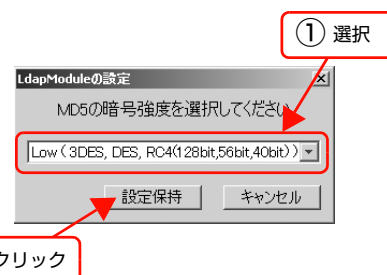 ① 選択
LdapModuleの設定
MD5の暗号強度を選択してください
Low ( 3DES, DES, RC4(128bit,56bit,40bit) )
設定保持
キャンセル
クリック